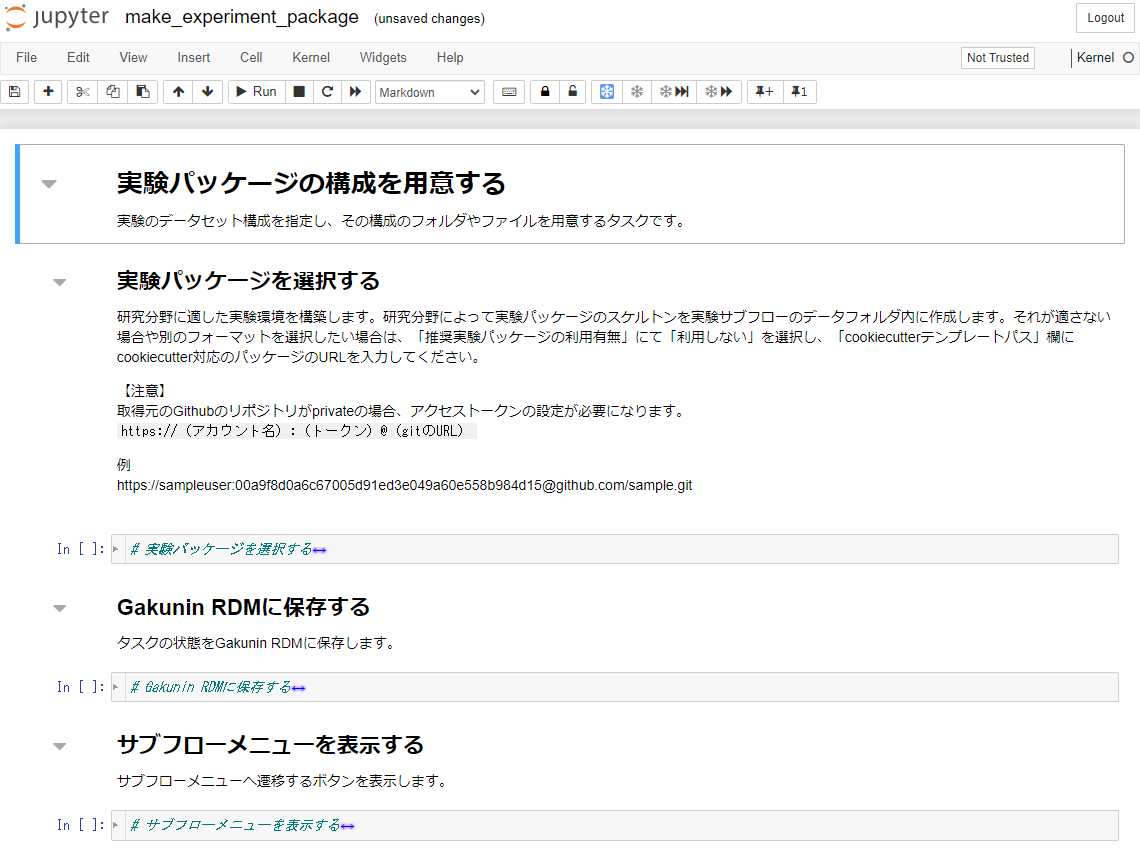 jupyter make_experiment_package (unsaved changes)
Logout
File Edit View Insert Cell Kernel Widgets Help Not Trusted Kernel
Run Markdown +1
実験パッケージの構成を用意する
実験のデータセット構成を指定し、その構成のフォルダやファイルを用意するタスクです。
実験パッケージを選択する
研究分野に適した実験環境を構築します。研究分野によって実験パッケージのスケルトンを実験サブフローのデータフォルダ内に作成します。それが適さない
場合や別のフォーマットを選択したい場合は、「推奨実験パッケージの利用有無」にて「利用しない」を選択し、「cookiecutterテンプレートパス」欄に
cookiecutter対応のパッケージのURLを入力してください。
【注意】
取得元のGithubのリポジトリがprivateの場合、アクセストークンの設定が必要になります。
https://（アカウント名）:（トークン）@（gitのURL）
例
https://sampleuser:00a9f8d0a6c67005d91ed3e049a60e558b984d15@github.com/sample.git
In [ ]: # 実験パッケージを選択する
Gakunin RDMに保存する
タスクの状態をGakunin RDMに保存します。
In [ ]: # Gakunin RDMに保存する
サブフローメニューを表示する
サブフローメニューへ遷移するボタンを表示します。
In [ ]: # サブフローメニューを表示する